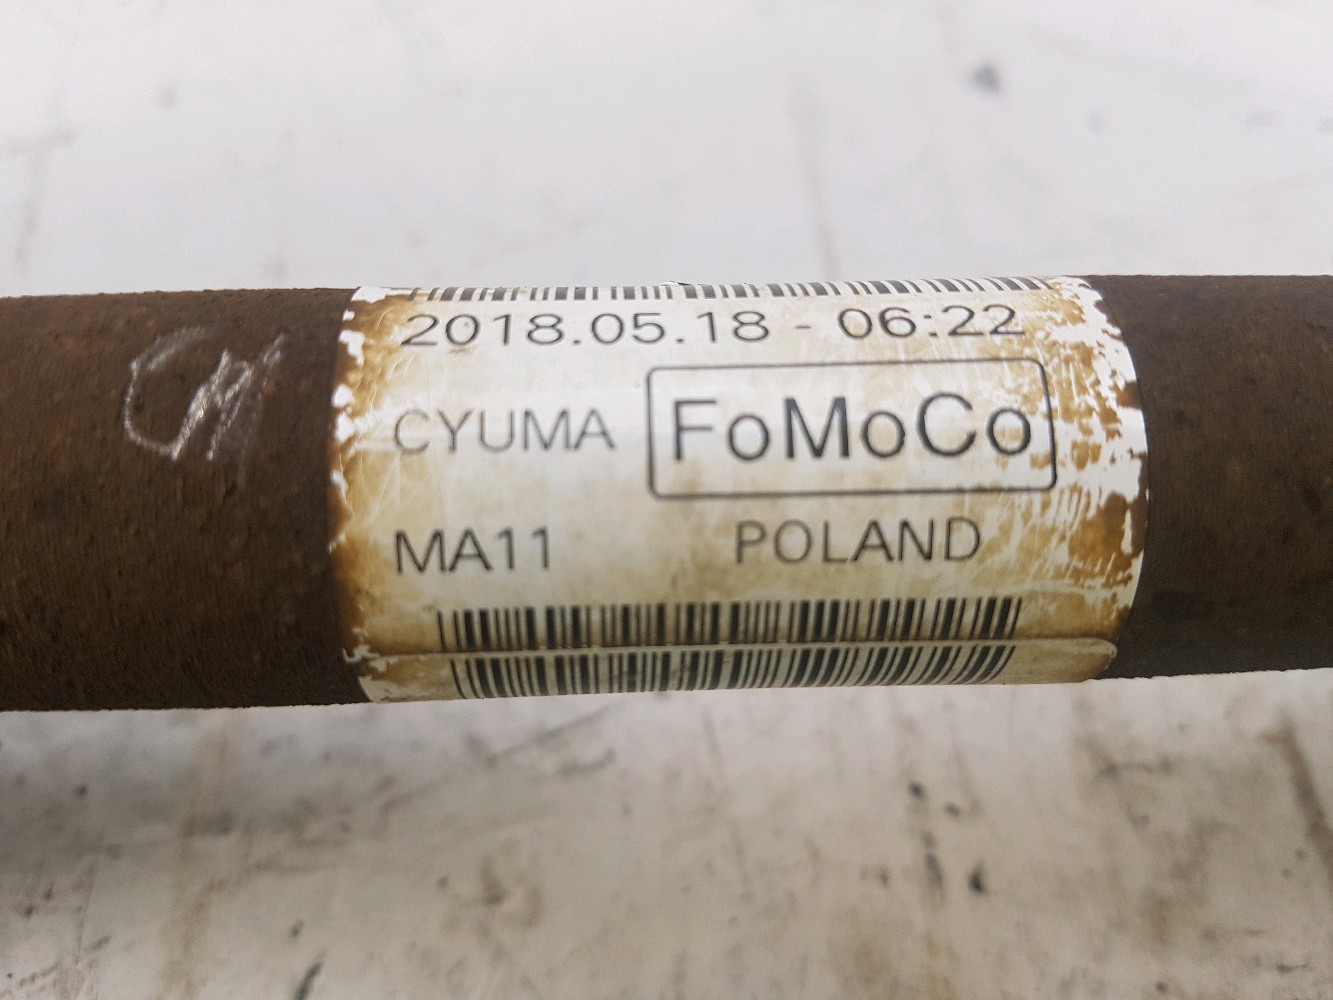 2018.05.18 - 06:22
CYUMA FoMoCo
MA11 POLAND